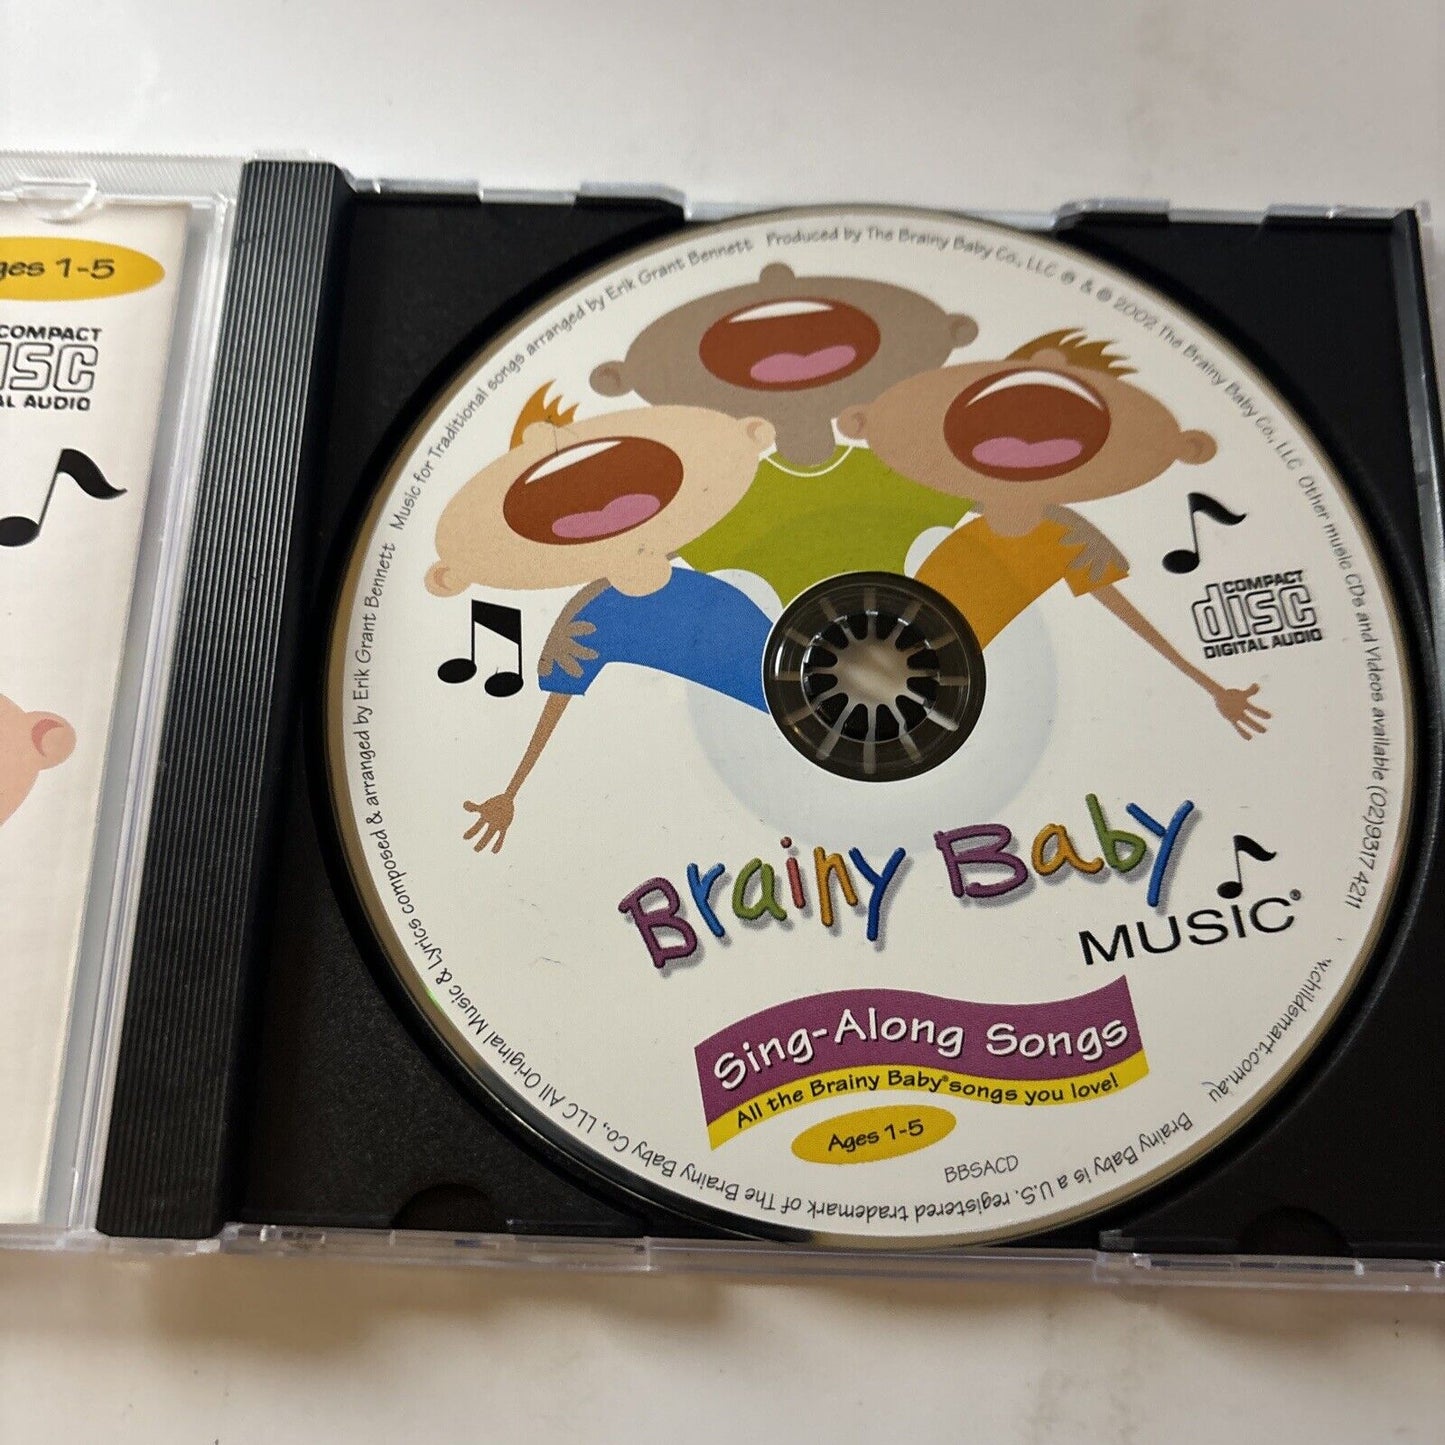 ges 1-5
COMPACT
disc
AL AUDIO
Music for Traditional songs arranged by Erik Grant Bennett Produced by The Brainy Baby Co., LLC ℗ & © 2002 The Brainy Baby Co., LLC Other music CDs and Videos available (02)9317 4211
w.childsmart.com.au
Brainy Baby is a U.S. registered trademark of The Brainy Baby Co., LLC All Original Music & Lyrics composed & arranged by Erik Grant Bennett
COMPACT
disc
DIGITAL AUDIO
Brainy Baby
MUSIC®
Sing-Along Songs
All the Brainy Baby® songs you love!
Ages 1-5
BBSACD